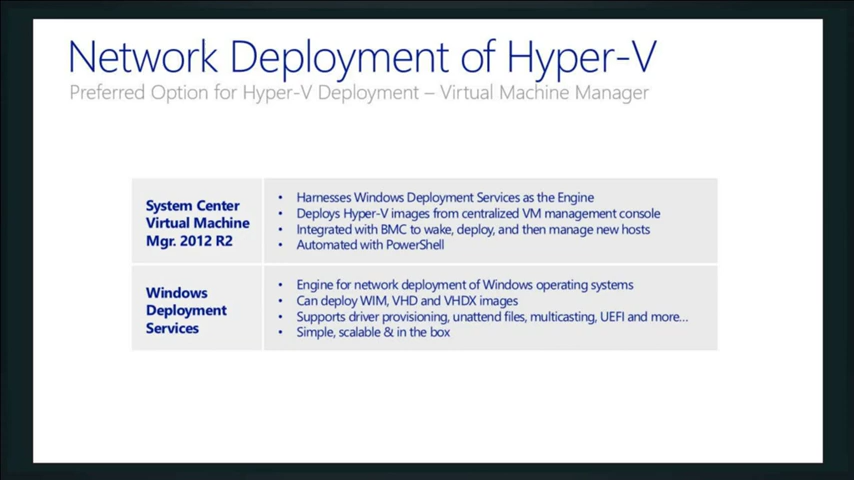 Network Deployment of Hyper-V
Preferred Option for Hyper-V Deployment – Virtual Machine Manager
System Center
Virtual Machine
Mgr. 2012 R2
• Harnesses Windows Deployment Services as the Engine
• Deploys Hyper-V images from centralized VM management console
• Integrated with BMC to wake, deploy, and then manage new hosts
• Automated with PowerShell
Windows
Deployment
Services
• Engine for network deployment of Windows operating systems
• Can deploy WIM, VHD and VHDX images
• Supports driver provisioning, unattend files, multicasting, UEFI and more...
• Simple, scalable & in the box